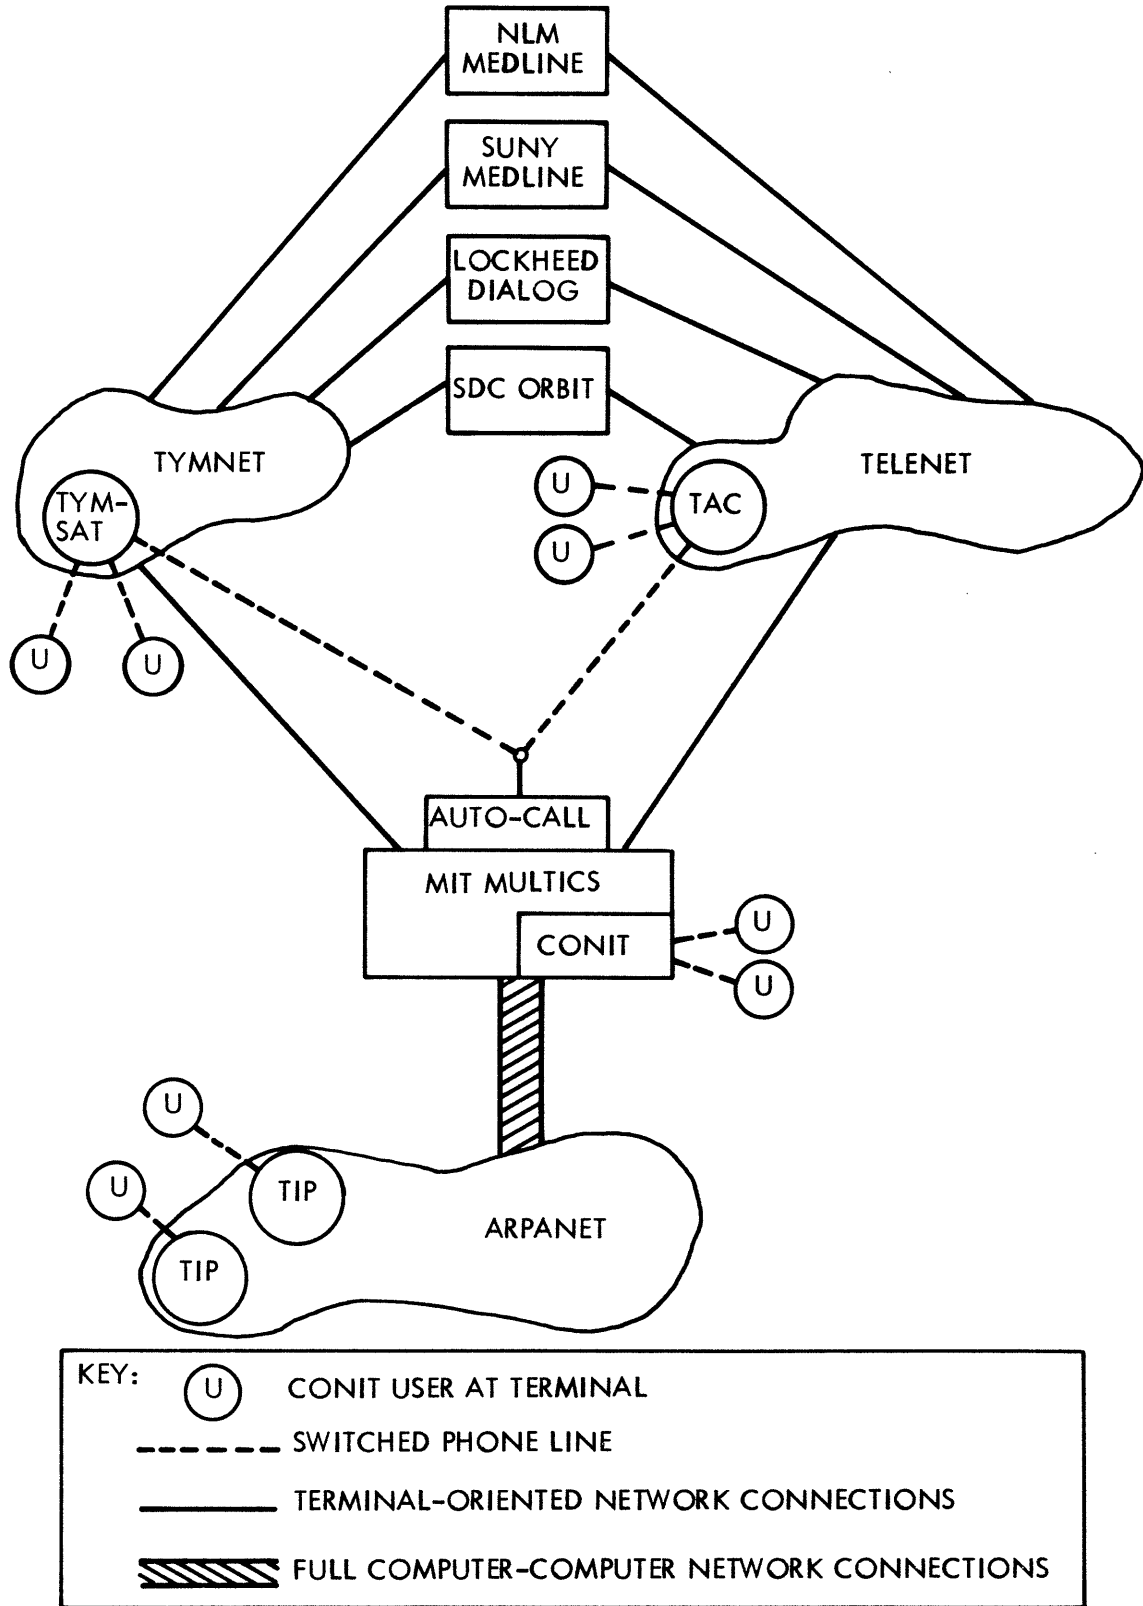 NLM
MEDLINE
SUNY
MEDLINE
LOCKHEED
DIALOG
SDC ORBIT
TYMNET
TELENET
TYM-
SAT
U
TAC
U
U
U
AUTO-CALL
MIT MULTICS
CONIT
U
U
U
U
TIP
ARPANET
TIP
KEY:
U
CONIT USER AT TERMINAL
SWITCHED PHONE LINE
TERMINAL-ORIENTED NETWORK CONNECTIONS
FULL COMPUTER-COMPUTER NETWORK CONNECTIONS